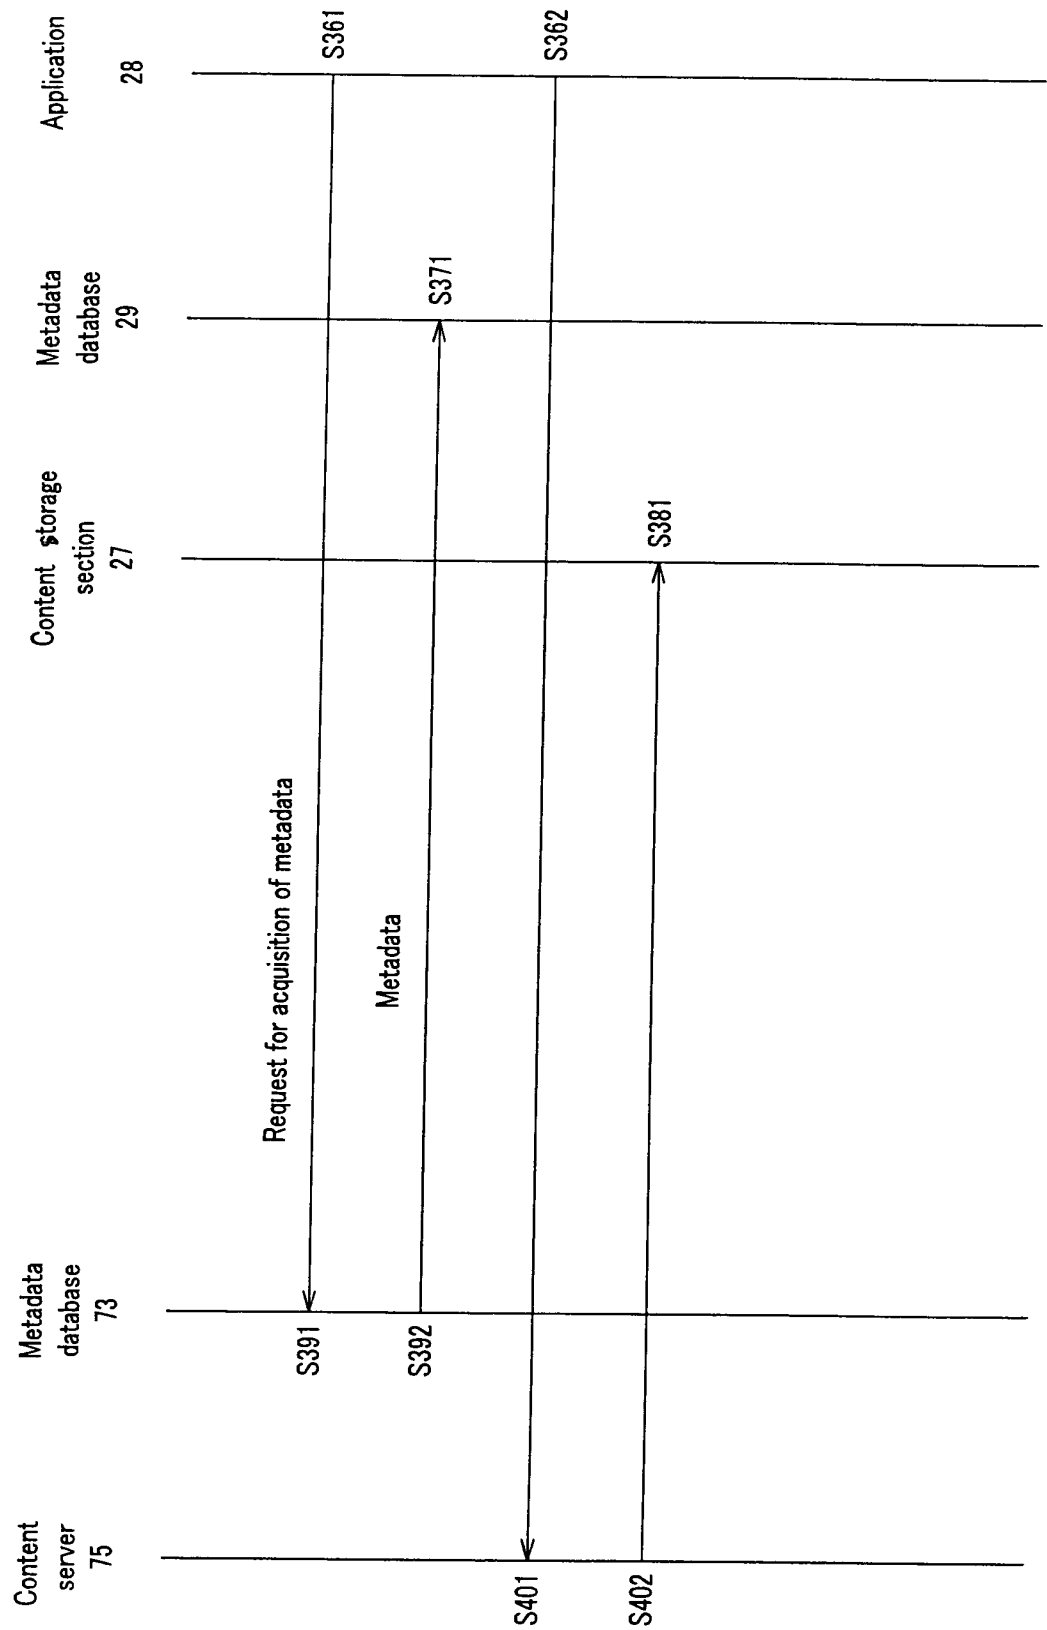 Content
server
75
Metadata
database
73
Content storage
section
27
Metadata
database
29
Application
28
S391
Request for acquisition of metadata
S361
S392
Metadata
S371
S401
S362
S402
S381